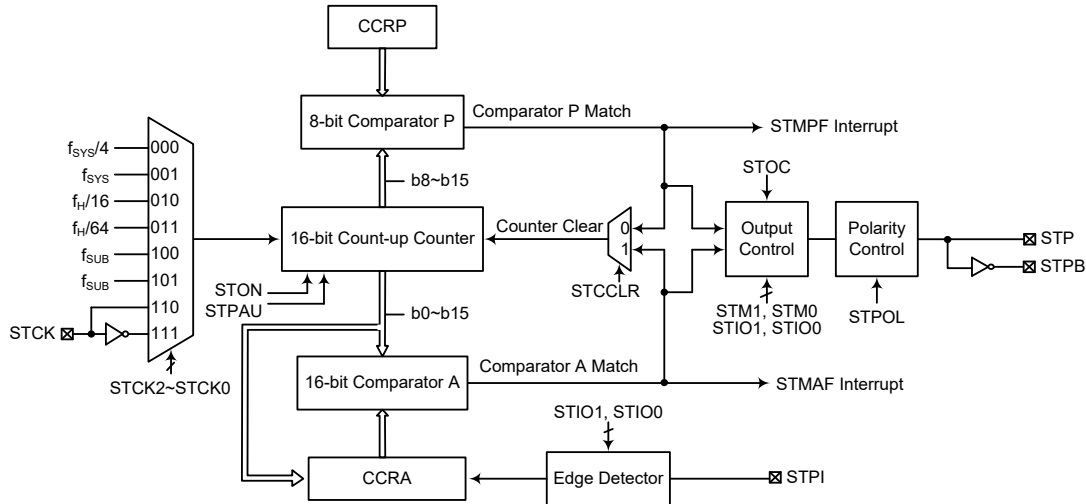 CCRP
8-bit Comparator P
Comparator P Match
STMPF Interrupt
b8~b15
fSYS/4
fSYS
fH/16
fH/64
fSUB
fSUB
000
001
010
011
100
101
110
111
STCK
STCK2~STCK0
16-bit Count-up Counter
STON
STPAU
Counter Clear
0
1
STCCLR
STOC
Output
Control
STM1, STM0
STIO1, STIO0
Polarity
Control
STPOL
STP
STPB
b0~b15
16-bit Comparator A
Comparator A Match
STMAF Interrupt
CCRA
STIO1, STIO0
Edge Detector
STPI